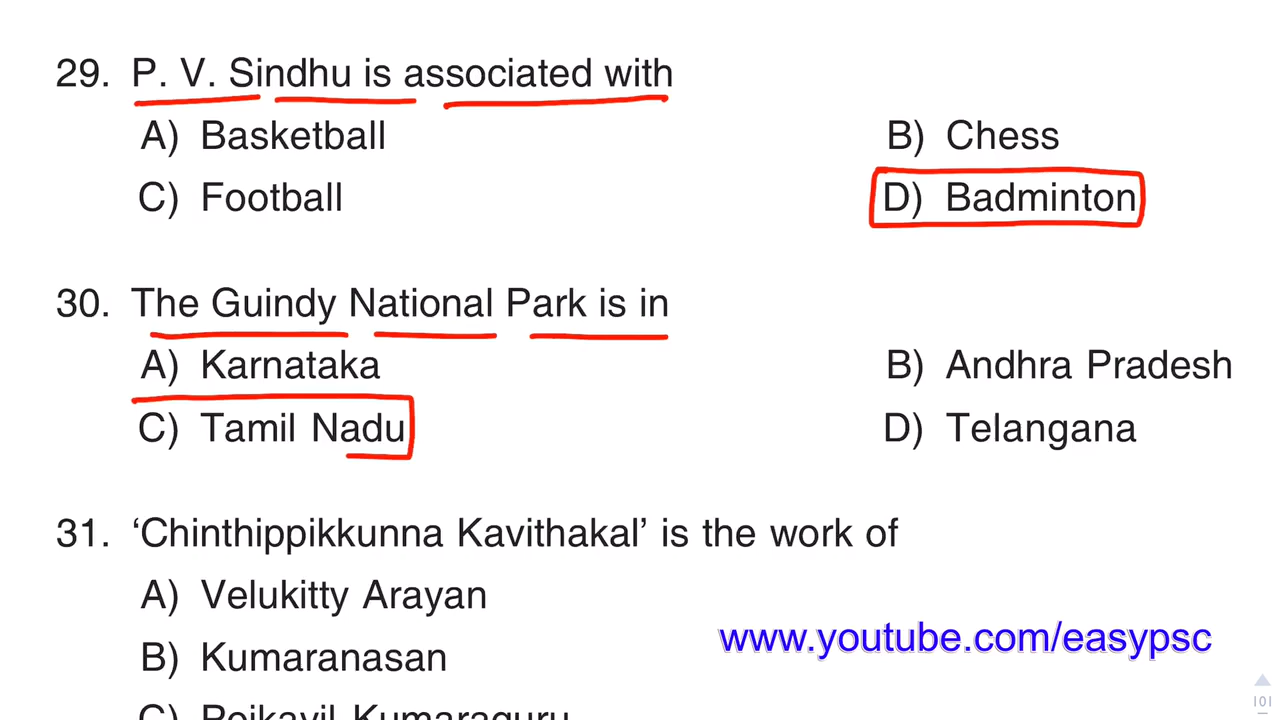 29. P. V. Sindhu is associated with
A) Basketball B) Chess
C) Football D) Badminton
30. The Guindy National Park is in
A) Karnataka B) Andhra Pradesh
C) Tamil Nadu D) Telangana
31. ‘Chinthippikkunna Kavithakal’ is the work of
A) Velukitty Arayan
www.youtube.com/easypsc
B) Kumaranasan
C) Poikayil Kumaraguru
101